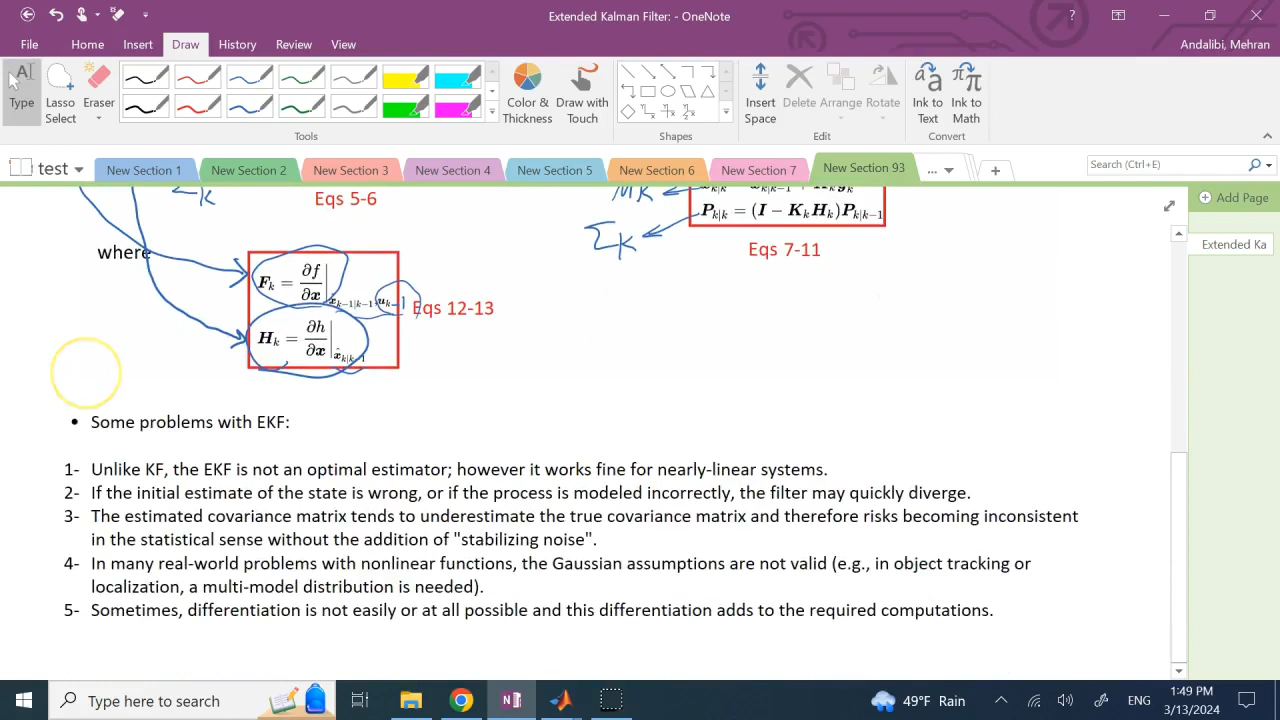 Extended Kalman Filter: - OneNote
Andalibi, Mehran
File Home Insert Draw History Review View
Type Lasso Select Eraser Color & Thickness Draw with Touch Insert Space Delete Arrange Rotate Ink to Text Ink to Math
Tools Shapes Edit Convert
test New Section 1 New Section 2 New Section 3 New Section 4 New Section 5 New Section 6 New Section 7 New Section 93 ... Search (Ctrl+E)
Add Page
Extended Ka
Σk
Eqs 5-6
Mk
P k|k = (I − K k H k) P k|k−1
Σk
Eqs 7-11
where
F k = ∂f/∂x | x̂ k−1|k−1, u k−1
Eqs 12-13
H k = ∂h/∂x | x̂ k|k−1
• Some problems with EKF:
1- Unlike KF, the EKF is not an optimal estimator; however it works fine for nearly-linear systems.
2- If the initial estimate of the state is wrong, or if the process is modeled incorrectly, the filter may quickly diverge.
3- The estimated covariance matrix tends to underestimate the true covariance matrix and therefore risks becoming inconsistent
in the statistical sense without the addition of "stabilizing noise".
4- In many real-world problems with nonlinear functions, the Gaussian assumptions are not valid (e.g., in object tracking or
localization, a multi-model distribution is needed).
5- Sometimes, differentiation is not easily or at all possible and this differentiation adds to the required computations.
Type here to search
49°F Rain
ENG
1:49 PM
3/13/2024